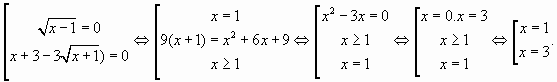 [ √(x−1) = 0
x + 3 − 3√(x+1)) = 0 ⇔ [ x = 1
9(x+1) = x² + 6x + 9
x ≥ 1 ⇔ [ x² − 3x = 0
x ≥ 1
x = 1 ⇔ [ x = 0. x = 3
x ≥ 1
x = 1 ⇔ [ x = 1
x = 3.